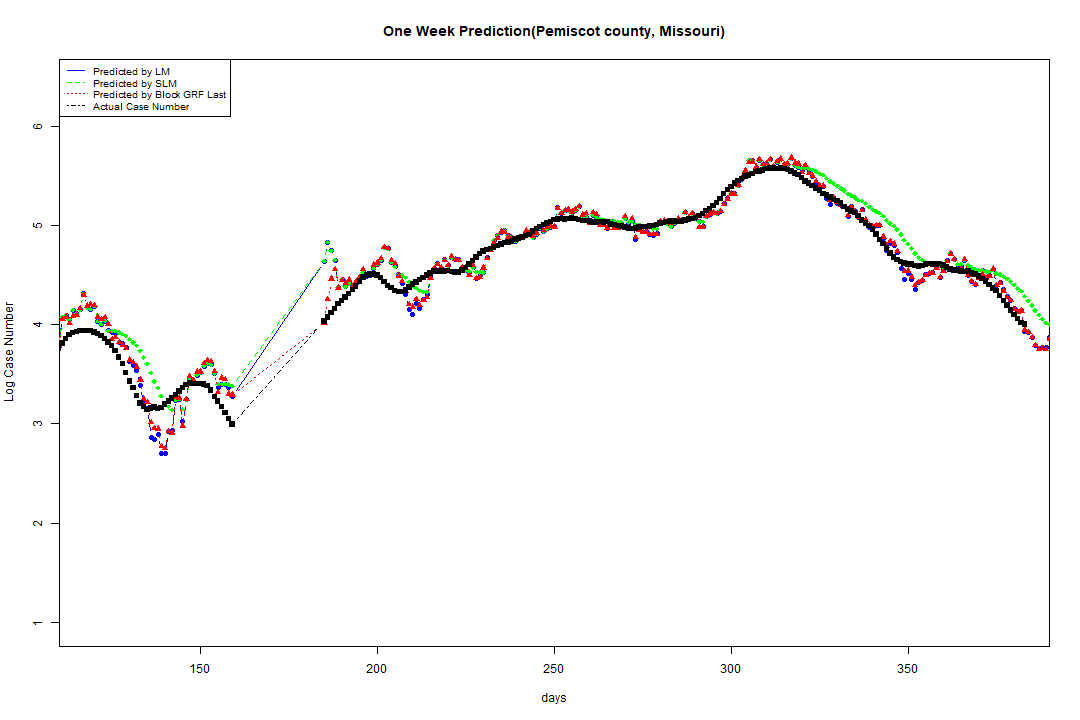 One Week Prediction(Pemiscot county, Missouri)
Predicted by LM
Predicted by SLM
Predicted by Block GRF Last
Actual Case Number
Log Case Number
6
5
4
3
2
1
150
200
250
300
350
days